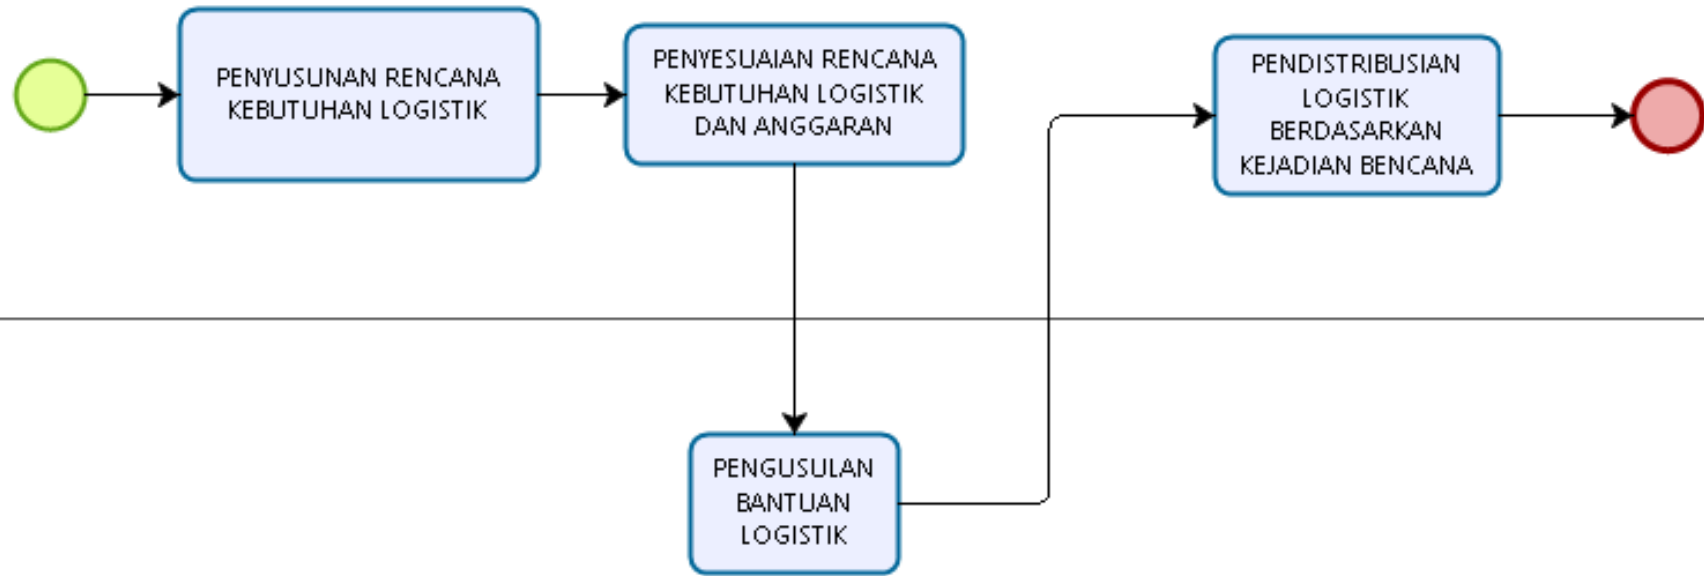 PENYUSUNAN RENCANA
KEBUTUHAN LOGISTIK
PENYESUAIAN RENCANA
KEBUTUHAN LOGISTIK
DAN ANGGARAN
PENGUSULAN
BANTUAN
LOGISTIK
PENDISTRIBUSIAN
LOGISTIK
BERDASARKAN
KEJADIAN BENCANA